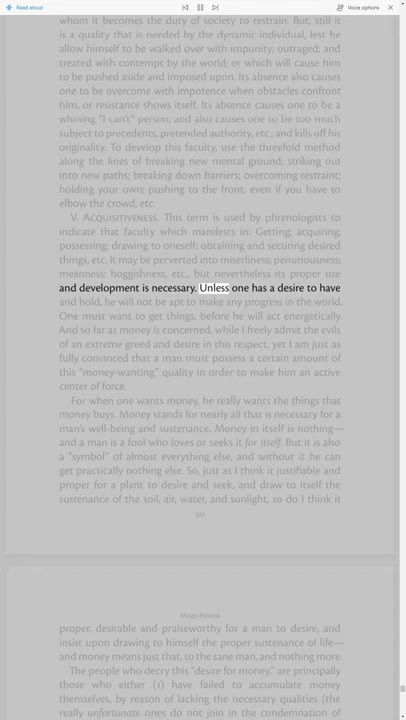 Read aloud
Voice options
whom it becomes the duty of society to restrain. But, still it
is a quality that is needed by the dynamic individual, lest he
allow himself to be walked over with impunity; outraged; and
treated with contempt by the world; or which will cause him
to be pushed aside and imposed upon. Its absence also causes
one to be overcome with impotence when obstacles confront
him, or resistance shows itself. Its absence causes one to be a
whining "I can't" person; and also causes one to be too much
subject to precedents, pretended authority, etc., and kills off his
originality. To develop this faculty, use the threefold method
along the lines of breaking new mental ground; striking out
into new paths; breaking down barriers; overcoming restraint;
holding your own; pushing to the front, even if you have to
elbow the crowd, etc.
V: ACQUISITIVENESS. This term is used by phrenologists to
indicate that faculty which manifests in: Getting; acquiring;
possessing; drawing to oneself; obtaining and securing desired
things, etc. It may be perverted into miserliness; penuriousness;
meanness; hoggishness, etc., but nevertheless its proper use
and development is necessary. Unless one has a desire to have
and hold, he will not be apt to make any progress in the world.
One must want to get things, before he will act energetically.
And so far as money is concerned, while I freely admit the evils
of an extreme greed and desire in this respect, yet I am just as
fully convinced that a man must possess a certain amount of
this "money-wanting" quality in order to make him an active
center of force.
For when one wants money, he really wants the things that
money buys. Money stands for nearly all that is necessary for a
man's well-being and sustenance. Money in itself is nothing—
and a man is a fool who loves or seeks it for itself. But it is also
a "symbol" of almost everything else, and without it he can
get practically nothing else. So, just as I think it justifiable and
proper for a plant to desire and seek, and draw to itself the
sustenance of the soil, air, water, and sunlight, so do I think it
MIND-POWER
proper, desirable and praiseworthy for a man to desire, and
insist upon drawing to himself the proper sustenance of life—
and money means just that, to the sane man, and nothing more.
The people who decry this "desire for money," are principally
those who either (1) have failed to accumulate money
themselves, by reason of lacking the necessary qualities (the
really unfortunate ones do not join in the condemnation of